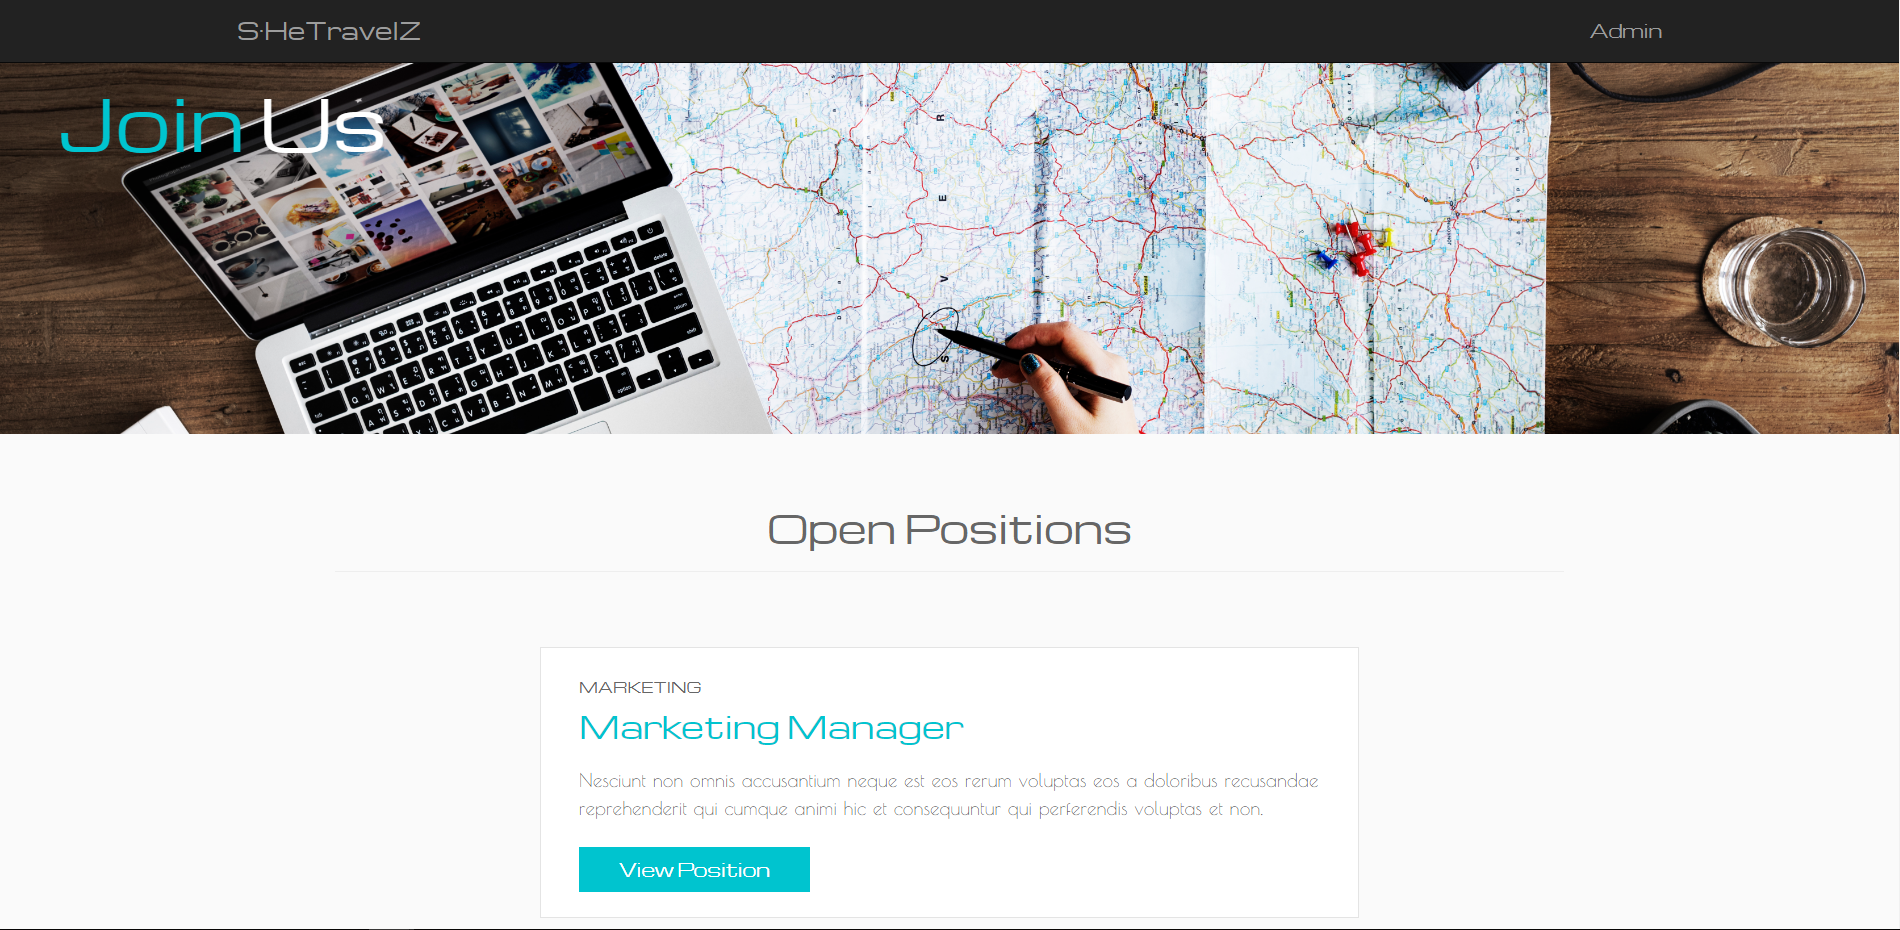 S·HeTravelZ
Admin
Join Us
S E V E R
Open Positions
MARKETING
Marketing Manager
Nesciunt non omnis accusantium neque est eos rerum voluptas eos a doloribus recusandae
reprehenderit qui cumque animi hic et consequuntur qui perferendis voluptas et non.
View Position